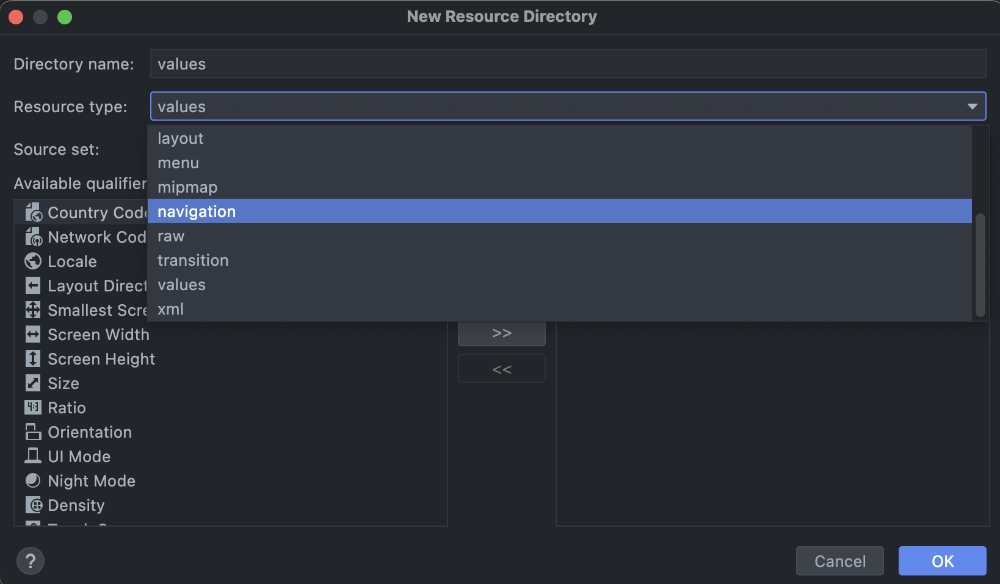 New Resource Directory
Directory name:
values
Resource type:
values
Source set:
layout
menu
mipmap
navigation
raw
transition
values
xml
Available qualifier
Country Code
Network Cod
Locale
Layout Direct
Smallest Scre
Screen Width
Screen Height
Size
4:3 Ratio
Orientation
UI Mode
Night Mode
Density
>>
<<
?
Cancel
OK